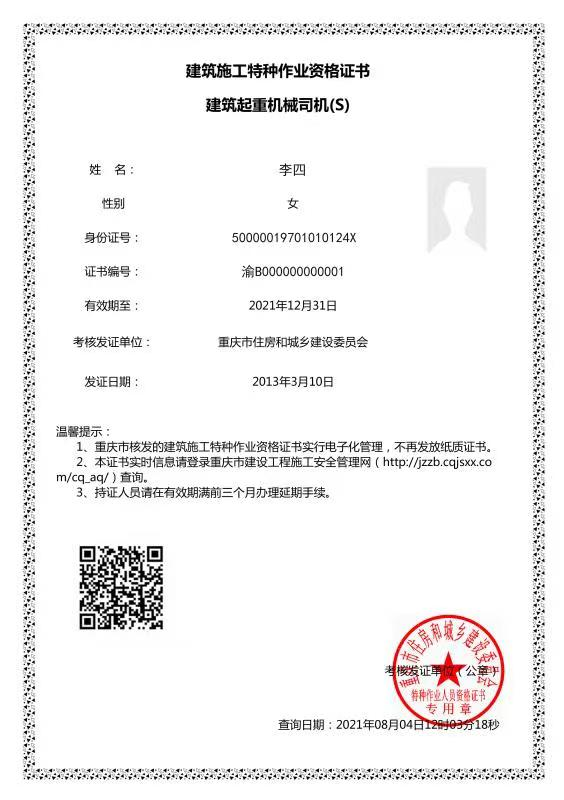 建筑施工特种作业资格证书
建筑起重机械司机(S)
姓 名： 李四
性别 女
身份证号： 50000019701010124X
证书编号： 渝B000000000001
有效期至： 2021年12月31日
考核发证单位： 重庆市住房和城乡建设委员会
发证日期： 2013年3月10日
温馨提示：
1、重庆市核发的建筑施工特种作业资格证书实行电子化管理，不再发放纸质证书。
2、本证书实时信息请登录重庆市建设工程施工安全管理网（http://jzzb.cqjsxx.co
m/cq_aq/）查询。
3、持证人员请在有效期满前三个月办理延期手续。
重庆市住房和城乡建设委员会
考核发证单位（公章）
特种作业人员资格证书
专用章
查询日期：2021年08月04日12时03分18秒